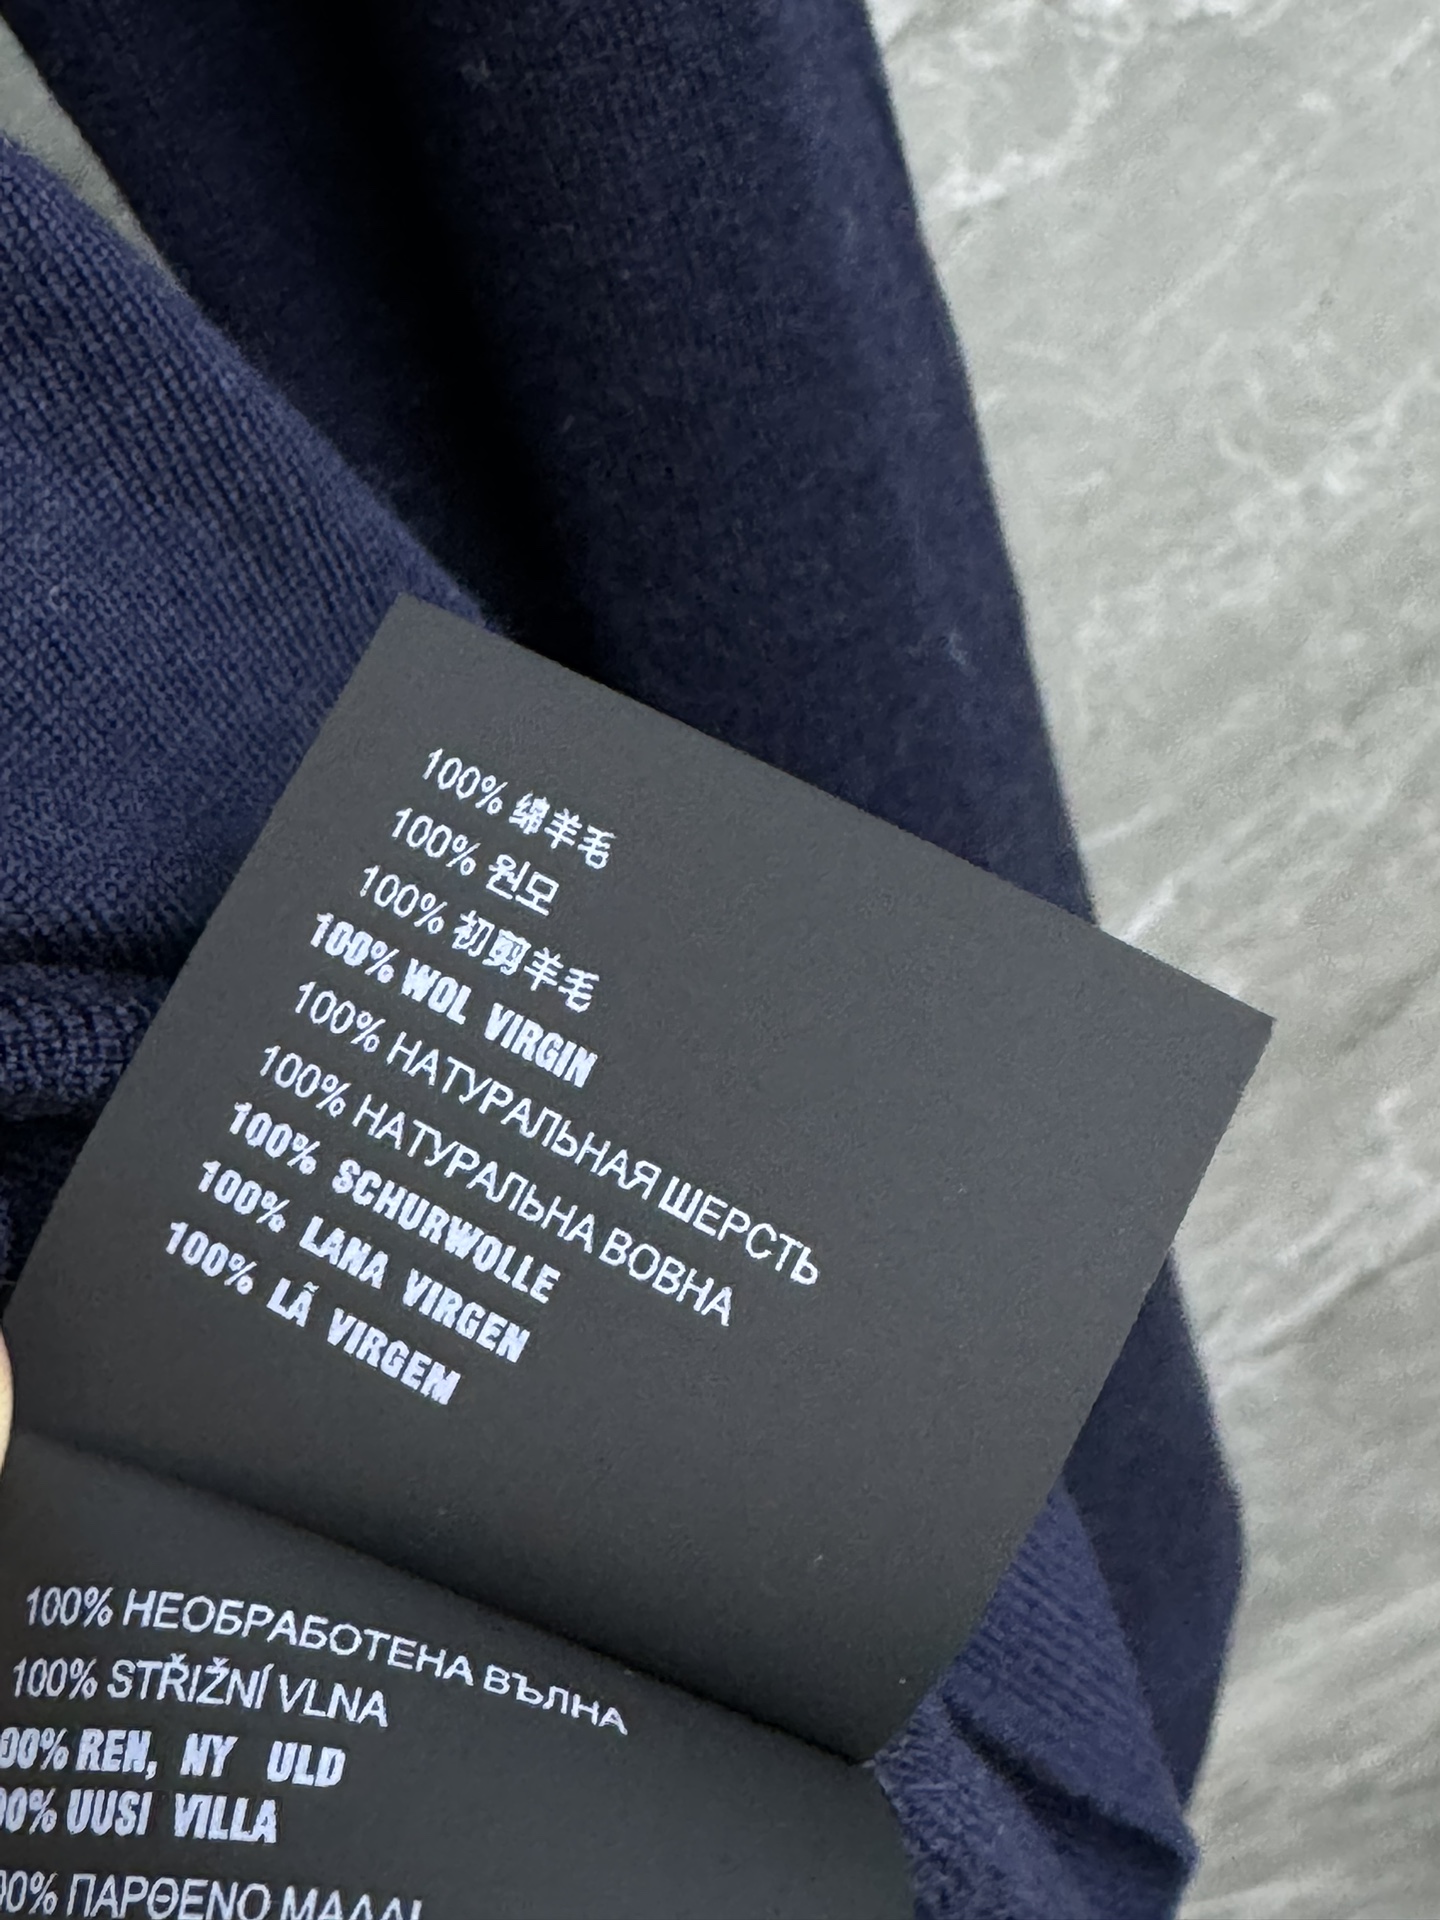 100% 绵羊毛
100% 원모
100% 初剪羊毛
100% WOL VIRGIN
100% НАТУРАЛЬНАЯ ШЕРСТЬ
100% НАТУРАЛЬНА ВОВНА
100% SCHURWOLLE
100% LANA VIRGEN
100% LÃ VIRGEM
100% НЕОБРАБОТЕНА ВЪЛНА
100% STŘIŽNÍ VLNA
00% REN, NY ULD
00% UUSI VILLA
00% ΠΑΡΘΕΝΟ